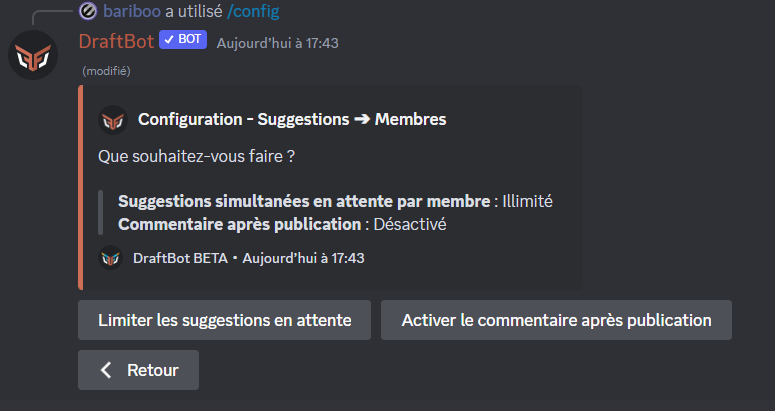 bariboo a utilisé /config
DraftBot ✓ BOT Aujourd'hui à 17:43
(modifié)
Configuration - Suggestions ➔ Membres
Que souhaitez-vous faire ?
Suggestions simultanées en attente par membre : Illimité
Commentaire après publication : Désactivé
DraftBot BETA • Aujourd'hui à 17:43
Limiter les suggestions en attente Activer le commentaire après publication
Retour